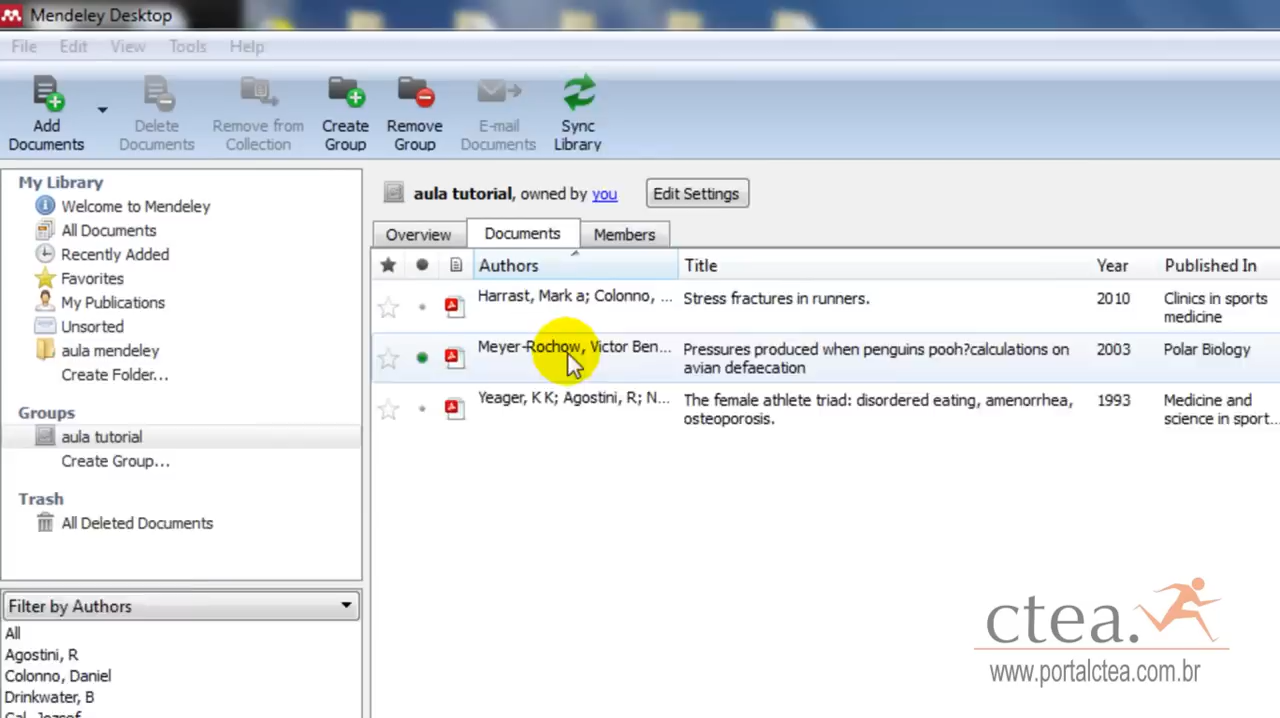 Mendeley Desktop
File Edit View Tools Help
Add Documents
Delete Documents
Remove from Collection
Create Group
Remove Group
E-mail Documents
Sync Library
My Library
Welcome to Mendeley
All Documents
Recently Added
Favorites
My Publications
Unsorted
aula mendeley
Create Folder...
Groups
aula tutorial
Create Group...
Trash
All Deleted Documents
Filter by Authors
All
Agostini, R
Colonno, Daniel
Drinkwater, B
aula tutorial, owned by you Edit Settings
Overview Documents Members
Authors Title Year Published In
Harrast, Mark a; Colonno, ... Stress fractures in runners. 2010 Clinics in sports
medicine
Meyer-Rochow, Victor Ben... Pressures produced when penguins pooh?calculations on 2003 Polar Biology
avian defaecation
Yeager, K K; Agostini, R; N... The female athlete triad: disordered eating, amenorrhea, 1993 Medicine and
osteoporosis. science in sport...
ctea.
www.portalctea.com.br